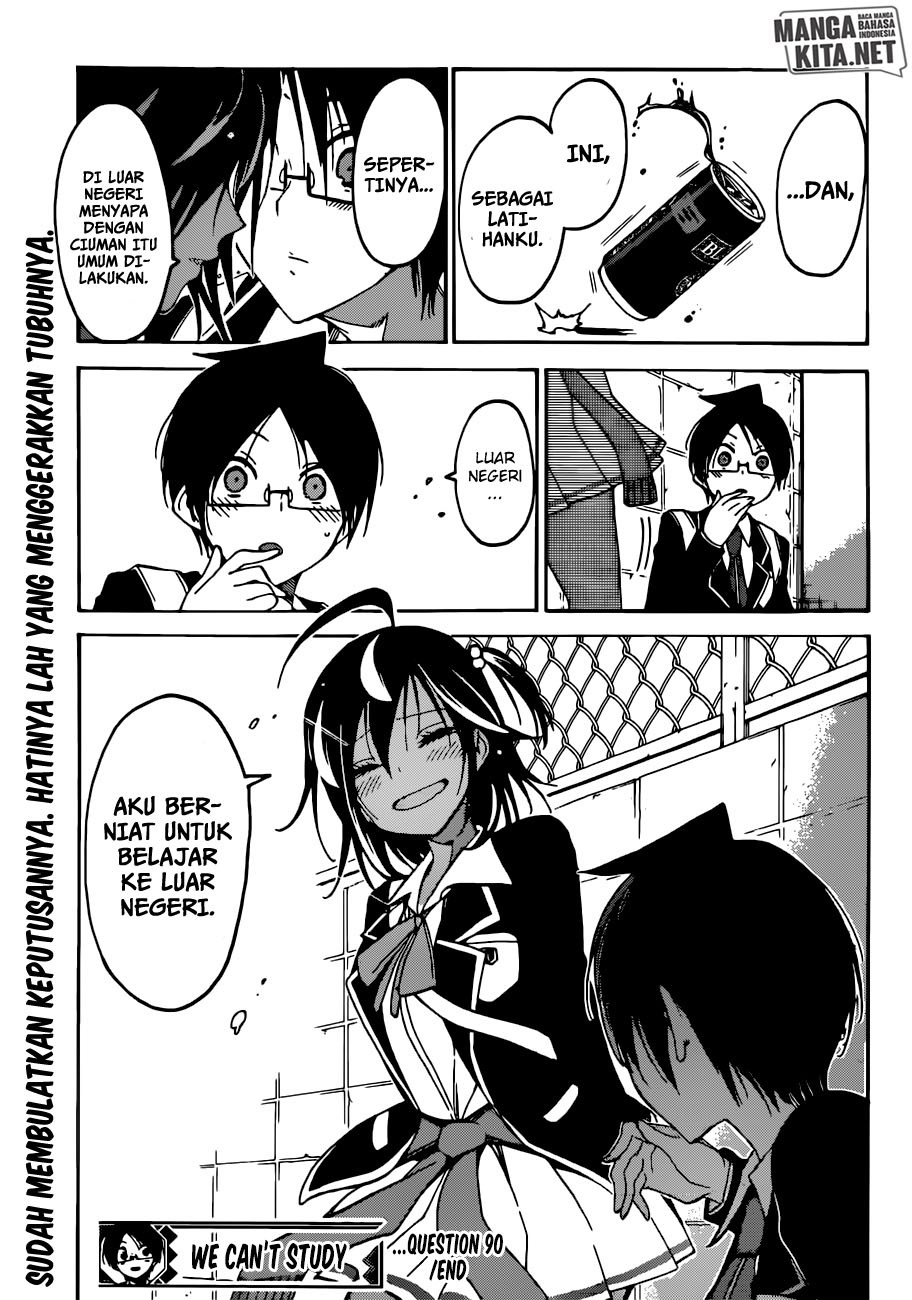 MANGA
KITA.NET
BACA MANGA
BAHASA
INDONESIA
...DAN,
INI,
SEBAGAI
LATI-
HANKU.
SEPER-
TINYA...
DI LUAR
NEGERI
MENYAPA
DENGAN
CIUMAN ITU
UMUM DI-
LAKUKAN.
LUAR
NEGERI
...
AKU BER-
NIAT UNTUK
BELAJAR
KE LUAR
NEGERI.
SUDAH MEMBULATKAN KEPUTUSANNYA. HATINYA LAH YANG MENGGERAKKAN TUBUHNYA.
WE CAN'T STUDY
...QUESTION 90
/END